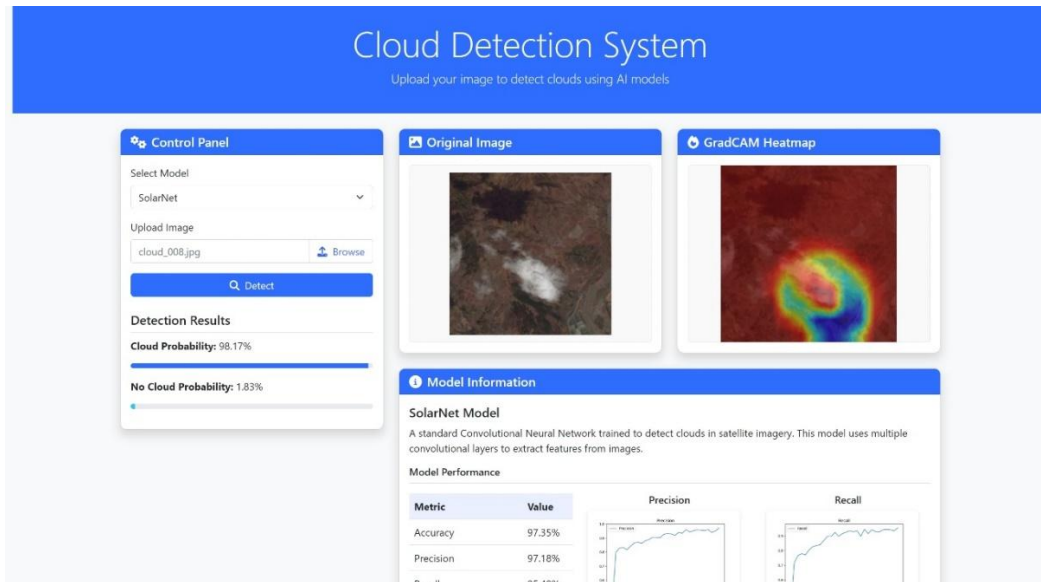 Cloud Detection System
Upload your image to detect clouds using AI models
Control Panel
Select Model
SolarNet
Upload Image
cloud_008.jpg
Browse
Detect
Detection Results
Cloud Probability: 98.17%
No Cloud Probability: 1.83%
Original Image
GradCAM Heatmap
Model Information
SolarNet Model
A standard Convolutional Neural Network trained to detect clouds in satellite imagery. This model uses multiple
convolutional layers to extract features from images.
Model Performance
Metric Value
Accuracy 97.35%
Precision 97.18%
Precision
Precision
Recall
Recall